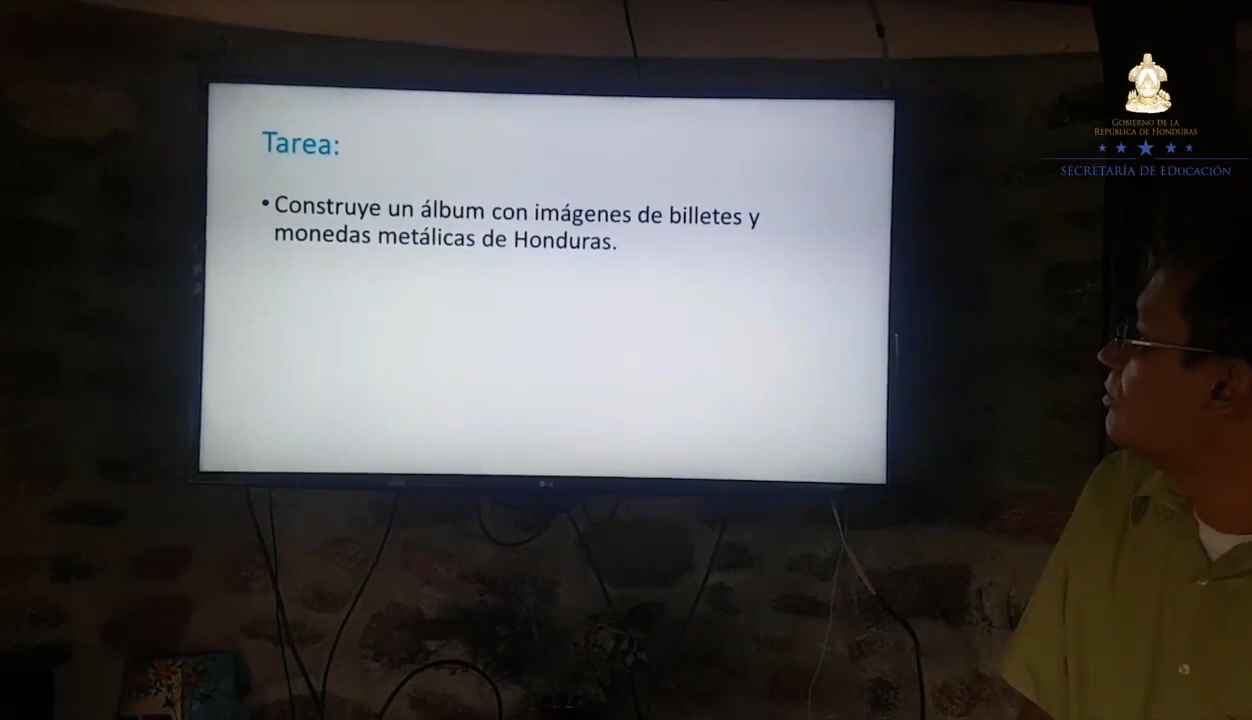 Tarea:
• Construye un álbum con imágenes de billetes y
monedas metálicas de Honduras.
GOBIERNO DE LA
REPÚBLICA DE HONDURAS
SECRETARÍA DE EDUCACIÓN
LG